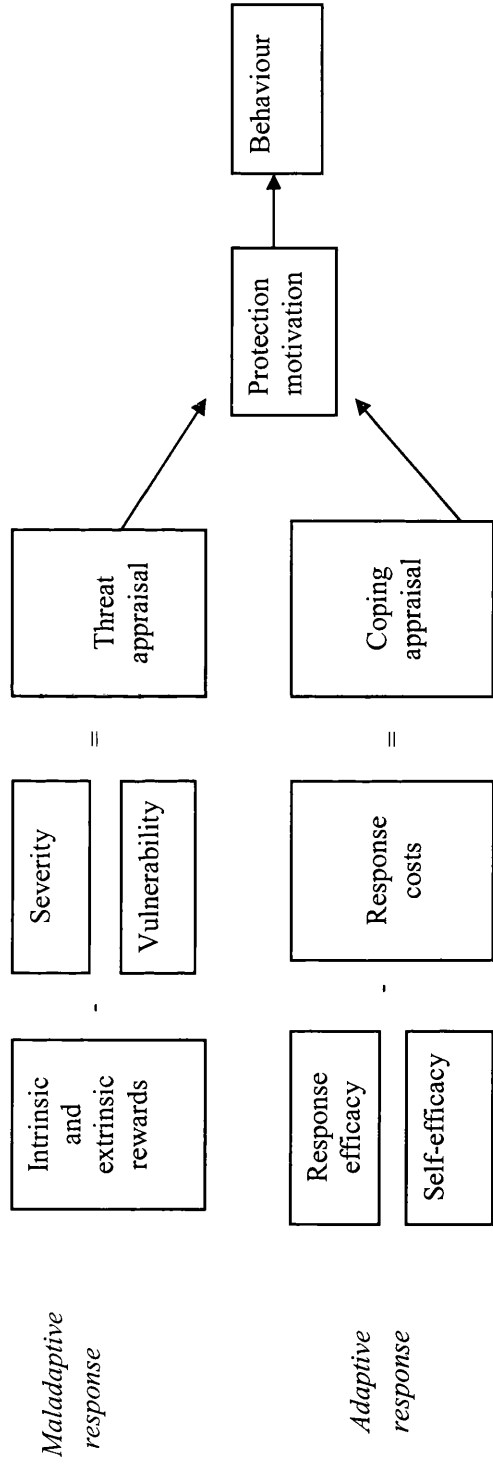 Maladaptive
response
Intrinsic
and
extrinsic
rewards
-
Severity
Vulnerability
=
Threat
appraisal
Adaptive
response
Response
efficacy
Self-efficacy
-
Response
costs
=
Coping
appraisal
Protection
motivation
Behaviour